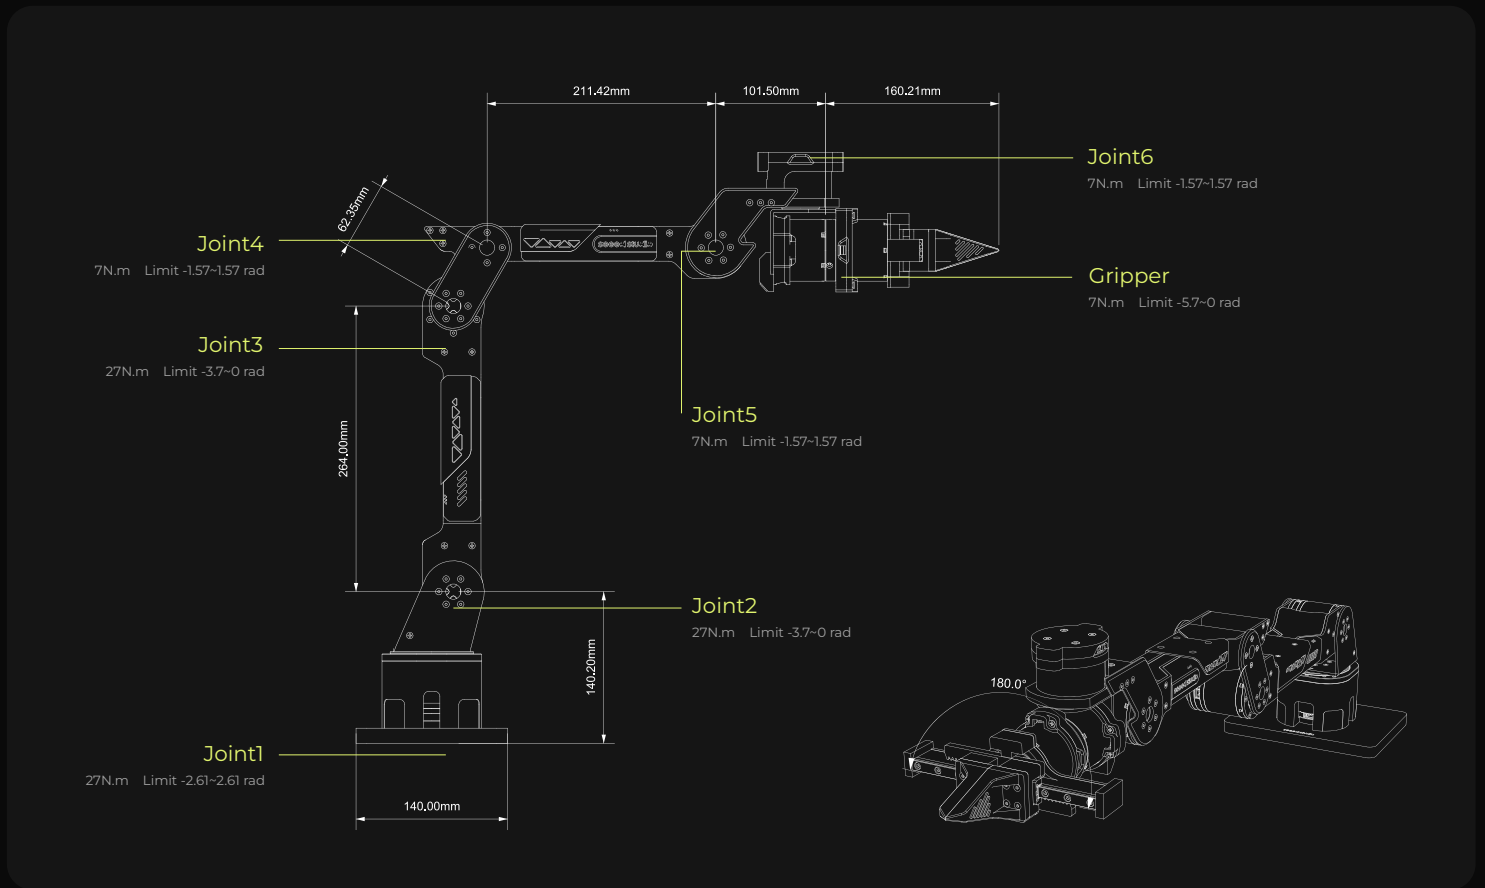 211.42mm
101.50mm
160.21mm
Joint6
7N.m Limit -1.57~1.57 rad
62.35mm
Joint4
7N.m Limit -1.57~1.57 rad
Gripper
7N.m Limit -5.7~0 rad
Joint3
27N.m Limit -3.7~0 rad
264.00mm
Joint5
7N.m Limit -1.57~1.57 rad
Joint2
27N.m Limit -3.7~0 rad
140.20mm
180.0°
Joint1
27N.m Limit -2.61~2.61 rad
140.00mm